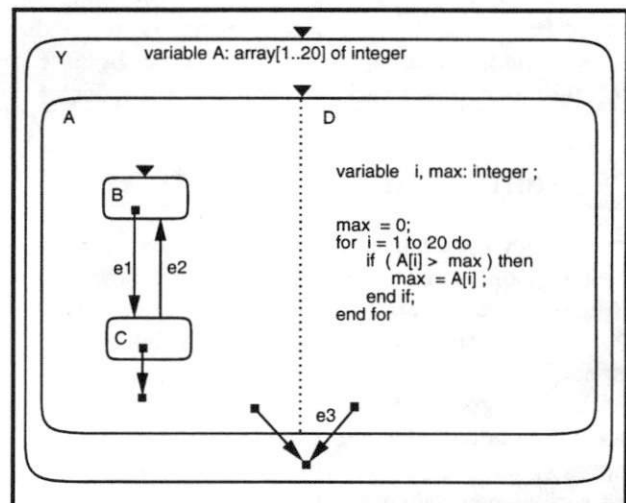 Y variable A: array[1..20] of integer
A D
variable i, max: integer ;
B
max = 0;
for i = 1 to 20 do
e1 e2 if ( A[i] > max ) then
max = A[i] ;
end if;
C end for
e3